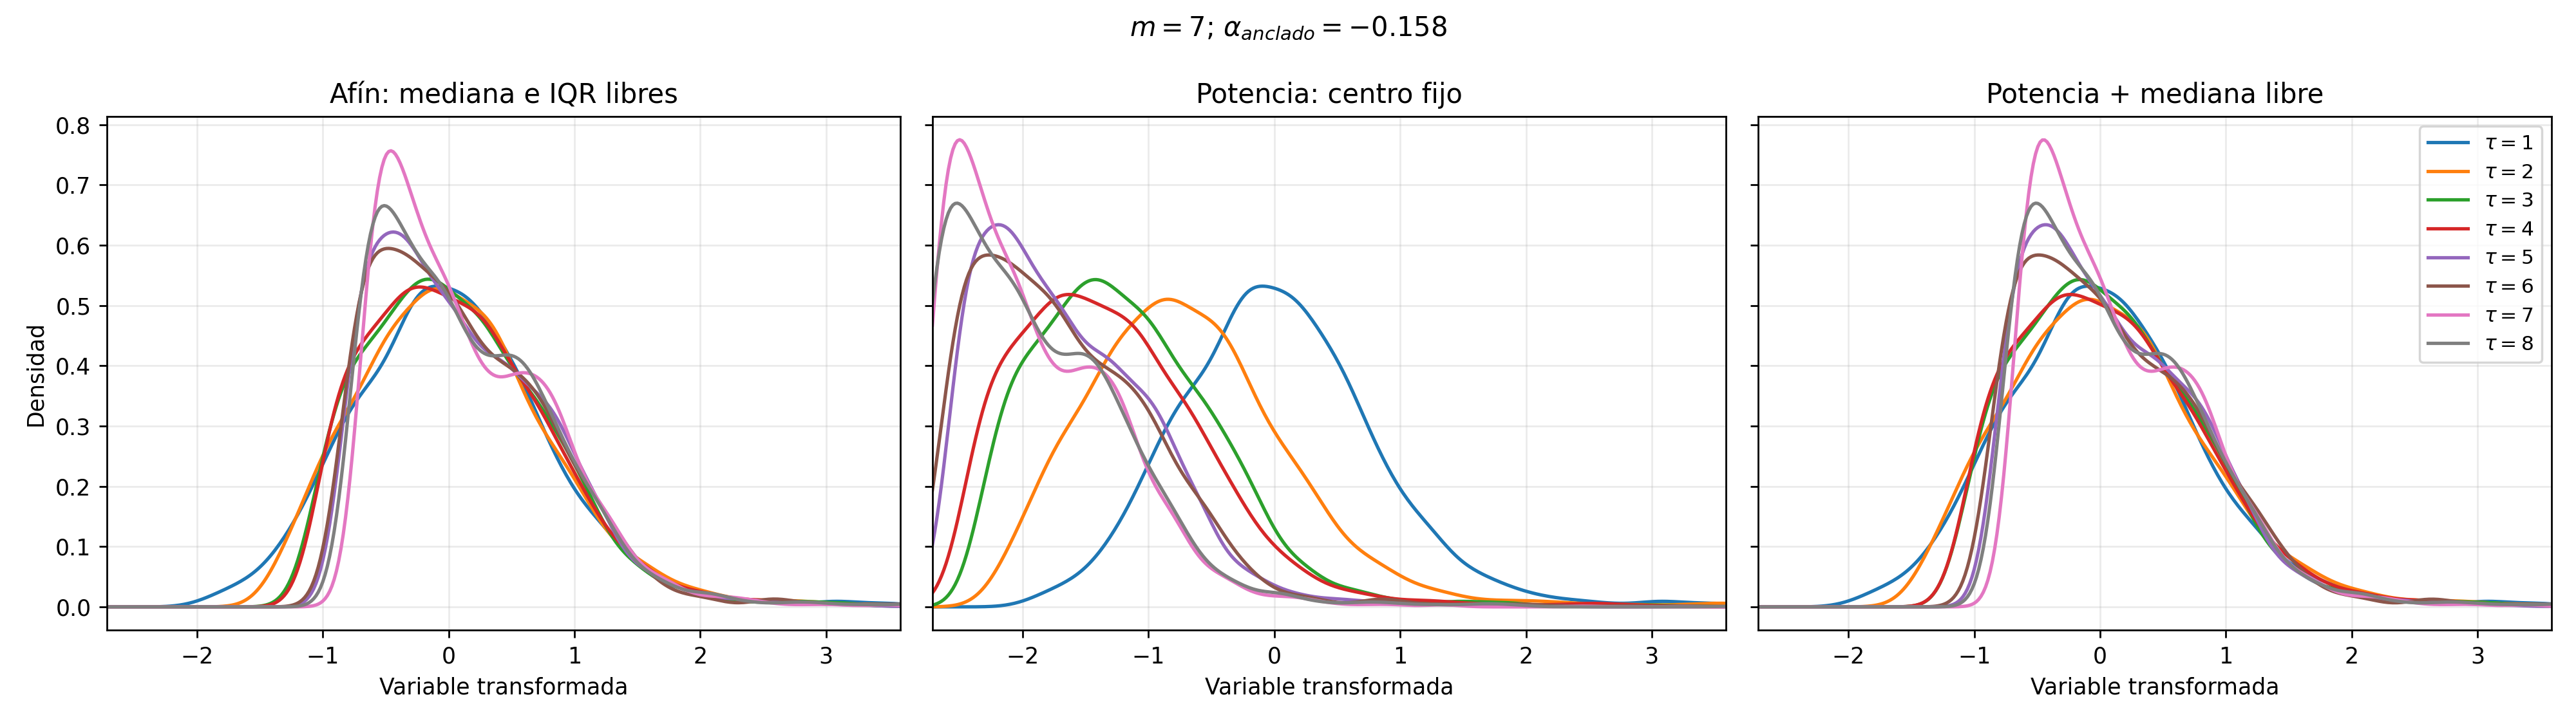 m = 7; α_anclado = −0.158
Afín: mediana e IQR libres
Potencia: centro fijo
Potencia + mediana libre
Densidad
0.8
0.7
0.6
0.5
0.4
0.3
0.2
0.1
0.0
−2 −1 0 1 2 3
−2 −1 0 1 2 3
−2 −1 0 1 2 3
Variable transformada
Variable transformada
Variable transformada
τ = 1
τ = 2
τ = 3
τ = 4
τ = 5
τ = 6
τ = 7
τ = 8